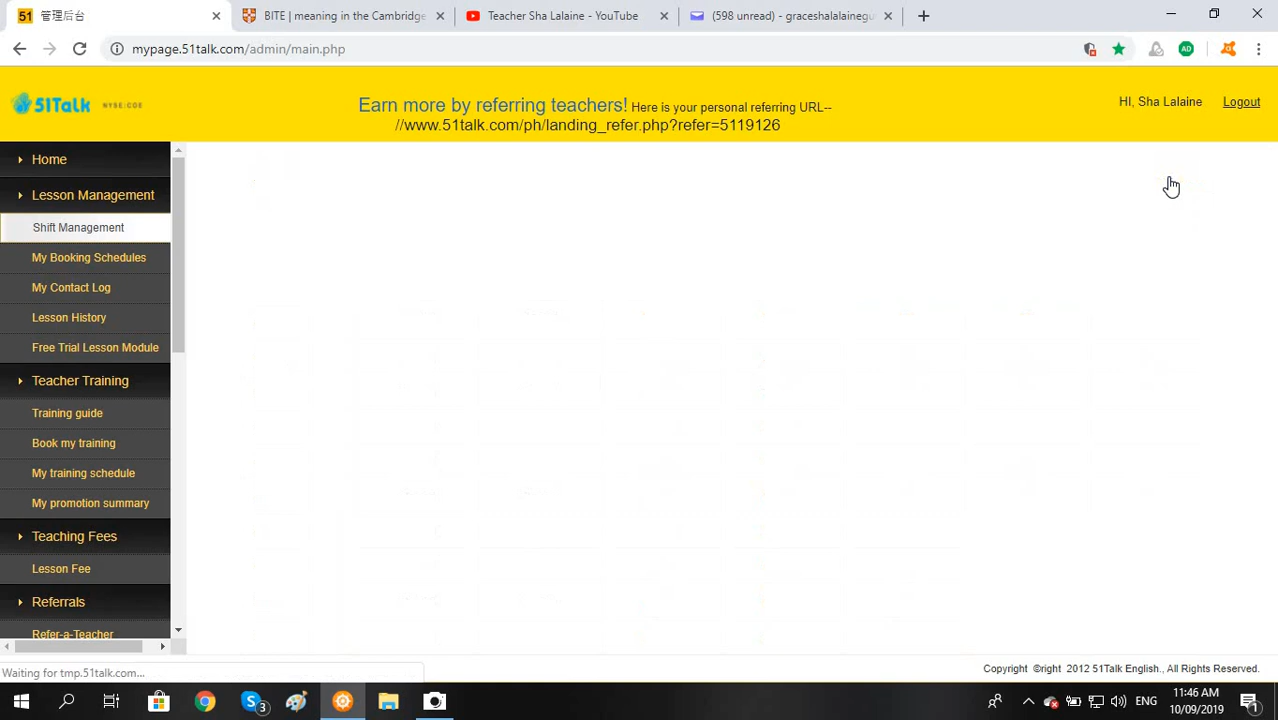 管理后台
BITE | meaning in the Cambridge
Teacher Sha Lalaine - YouTube
(598 unread) - graceshalalainegu
mypage.51talk.com/admin/main.php
51Talk NYSE:COE
Earn more by referring teachers! Here is your personal referring URL--
//www.51talk.com/ph/landing_refer.php?refer=5119126
HI, Sha Lalaine
Logout
Home
Lesson Management
Shift Management
My Booking Schedules
My Contact Log
Lesson History
Free Trial Lesson Module
Teacher Training
Training guide
Book my training
My training schedule
My promotion summary
Teaching Fees
Lesson Fee
Referrals
Refer-a-Teacher
Waiting for tmp.51talk.com...
Copyright ©right 2012 51Talk English., All Rights Reserved.
3
ENG
11:46 AM
10/09/2019
1